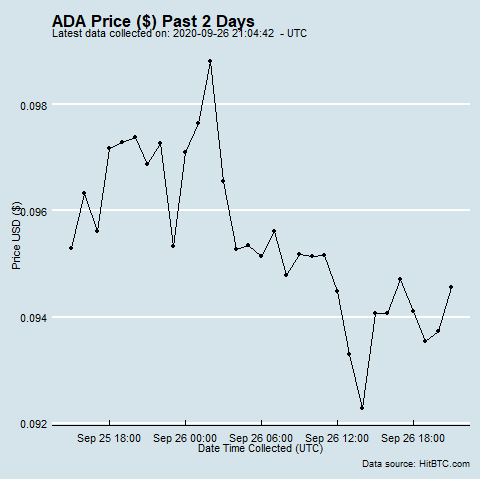 ADA Price ($) Past 2 Days
Latest data collected on: 2020-09-26 21:04:42 - UTC
0.098
0.096
0.094
0.092
Price USD ($)
Sep 25 18:00 Sep 26 00:00 Sep 26 06:00 Sep 26 12:00 Sep 26 18:00
Date Time Collected (UTC)
Data source: HitBTC.com